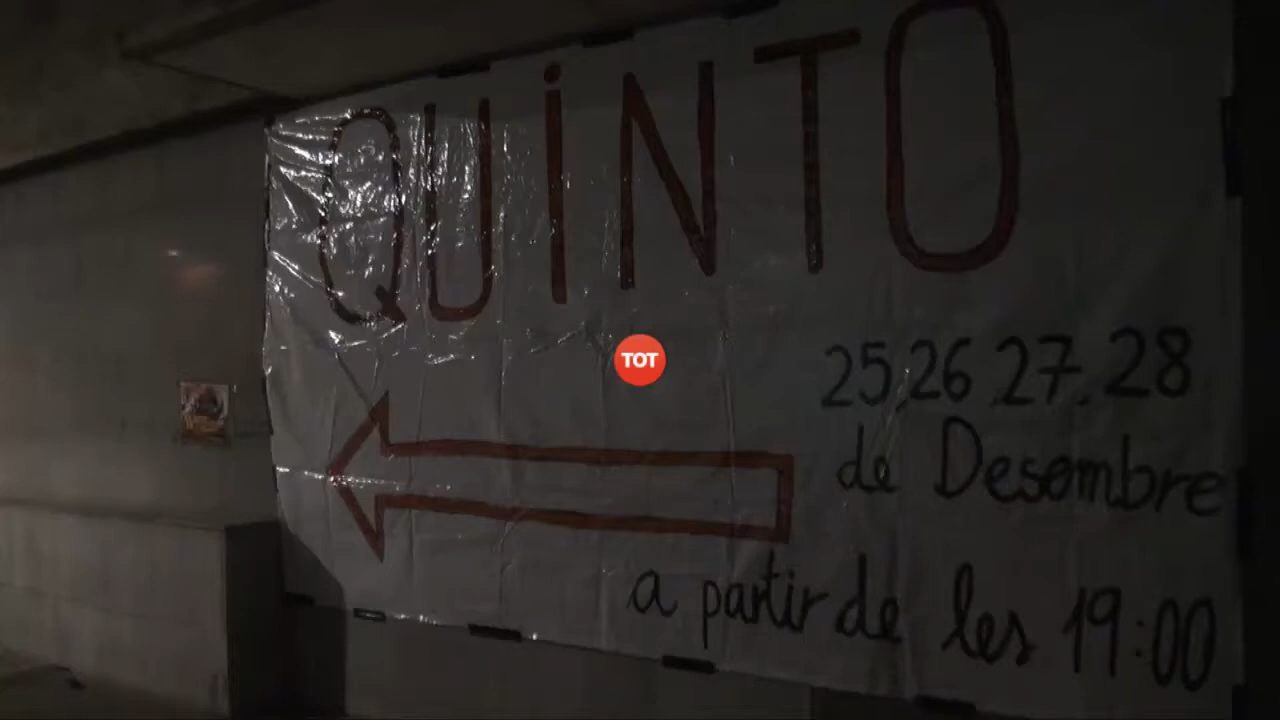 QUiNTO
TOT
25,26,27,28
de Desembre
a partir de les 19:00